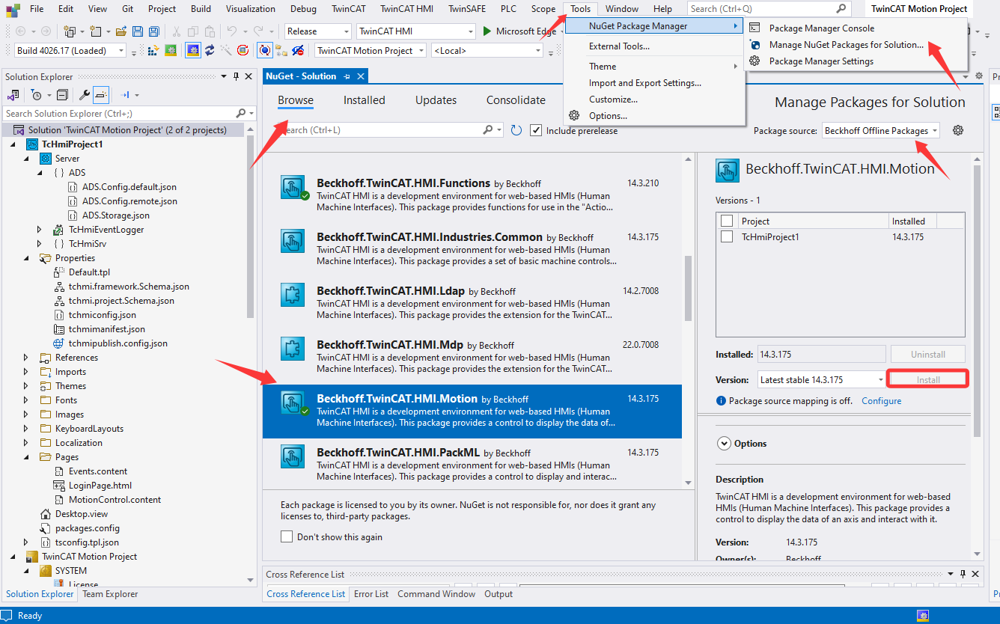 File Edit View Git Project Build Visualization Debug TwinCAT TwinCAT HMI TwinSAFE PLC Scope Tools Window Help Search (Ctrl+Q) TwinCAT Motion Project
Release TwinCAT HMI Microsoft Edge
Build 4026.17 (Loaded) TwinCAT Motion Project <Local>
NuGet Package Manager
External Tools...
Theme
Import and Export Settings...
Customize...
Options...
Package Manager Console
Manage NuGet Packages for Solution...
Package Manager Settings
Solution Explorer
Search Solution Explorer (Ctrl+;)
Solution 'TwinCAT Motion Project' (2 of 2 projects)
TcHmiProject1
Server
{ } ADS
ADS.Config.default.json
ADS.Config.remote.json
ADS.Storage.json
TcHmiEventLogger
{ } TcHmiSrv
Properties
Default.tpl
tchmi.framework.Schema.json
tchmi.project.Schema.json
tchmiconfig.json
tchmimanifest.json
tchmipublish.config.json
References
Imports
Themes
Fonts
Images
KeyboardLayouts
Localization
Pages
Events.content
LoginPage.html
MotionControl.content
Desktop.view
packages.config
tsconfig.tpl.json
TwinCAT Motion Project
SYSTEM
License
Solution Explorer Team Explorer
NuGet - Solution
Browse Installed Updates Consolidate
Manage Packages for Solution
earch (Ctrl+L)
Include prerelease
Package source: Beckhoff Offline Packages
Beckhoff.TwinCAT.HMI.Functions by Beckhoff 14.3.210
TwinCAT HMI is a development environment for web-based HMIs (Human
Machine Interfaces). This package provides functions for use in the "Actio...
Beckhoff.TwinCAT.HMI.Industries.Common by Beckhoff 14.3.175
TwinCAT HMI is a development environment for web-based HMIs (Human
Machine Interfaces). This package provides a set of basic machine controls...
Beckhoff.TwinCAT.HMI.Ldap by Beckhoff 14.2.7008
TwinCAT HMI is a development environment for web-based HMIs (Human
Machine Interfaces). This package provides the extension for the TwinCAT...
Beckhoff.TwinCAT.HMI.Mdp by Beckhoff 22.0.7008
TwinCAT HMI is a development environment for web-based HMIs (Human
Machine Interfaces). This package provides the extension for the TwinCAT...
Beckhoff.TwinCAT.HMI.Motion by Beckhoff 14.3.175
TwinCAT HMI is a development environment for web-based HMIs (Human
Machine Interfaces). This package provides a control to display the data of...
Beckhoff.TwinCAT.HMI.PackML by Beckhoff 14.3.175
TwinCAT HMI is a development environment for web-based HMIs (Human
Machine Interfaces). This package provides a control to display and interac...
Each package is licensed to you by its owner. NuGet is not responsible for, nor does it grant any
licenses to, third-party packages.
Don't show this again
Beckhoff.TwinCAT.HMI.Motion
Versions - 1
Project Installed
TcHmiProject1 14.3.175
Installed: 14.3.175 Uninstall
Version: Latest stable 14.3.175 Install
Package source mapping is off. Configure
Options
Description
TwinCAT HMI is a development environment for web-based
HMIs (Human Machine Interfaces). This package provides a
control to display the data of an axis and interact with it.
Version: 14.3.175
Owner(s): Beckhoff
Cross Reference List
Cross Reference List Error List Command Window Output
Ready